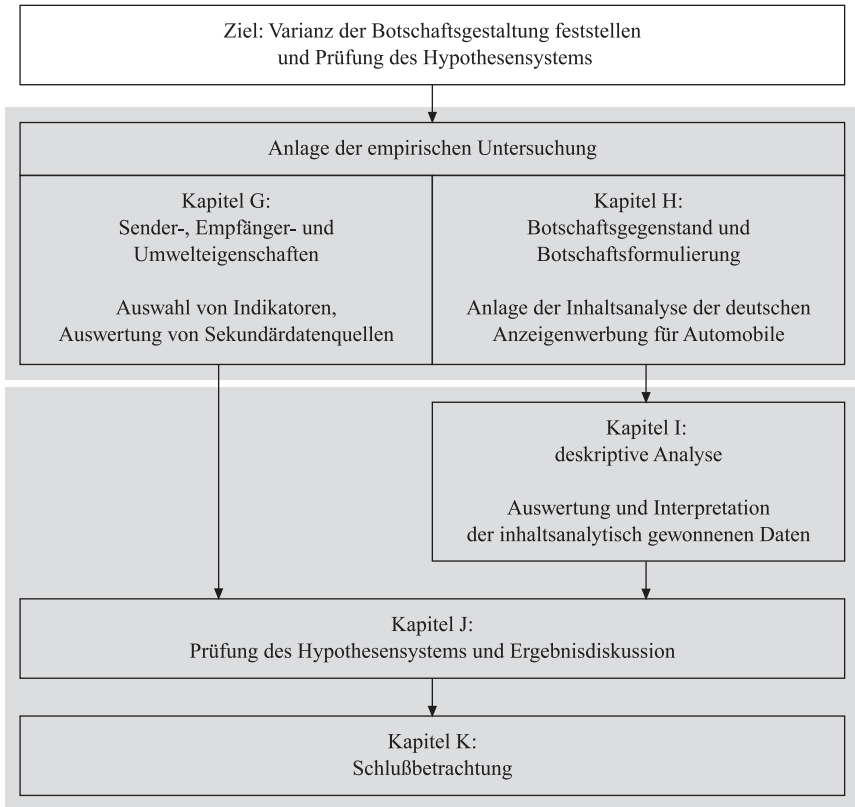 Ziel: Varianz der Botschaftsgestaltung feststellen
und Prüfung des Hypothesensystems
Anlage der empirischen Untersuchung
Kapitel G:
Sender-, Empfänger- und
Umwelteigenschaften
Auswahl von Indikatoren,
Auswertung von Sekundärdatenquellen
Kapitel H:
Botschaftsgegenstand und
Botschaftsformulierung
Anlage der Inhaltsanalyse der deutschen
Anzeigenwerbung für Automobile
Kapitel I:
deskriptive Analyse
Auswertung und Interpretation
der inhaltsanalytisch gewonnenen Daten
Kapitel J:
Prüfung des Hypothesensystems und Ergebnisdiskussion
Kapitel K:
Schlußbetrachtung